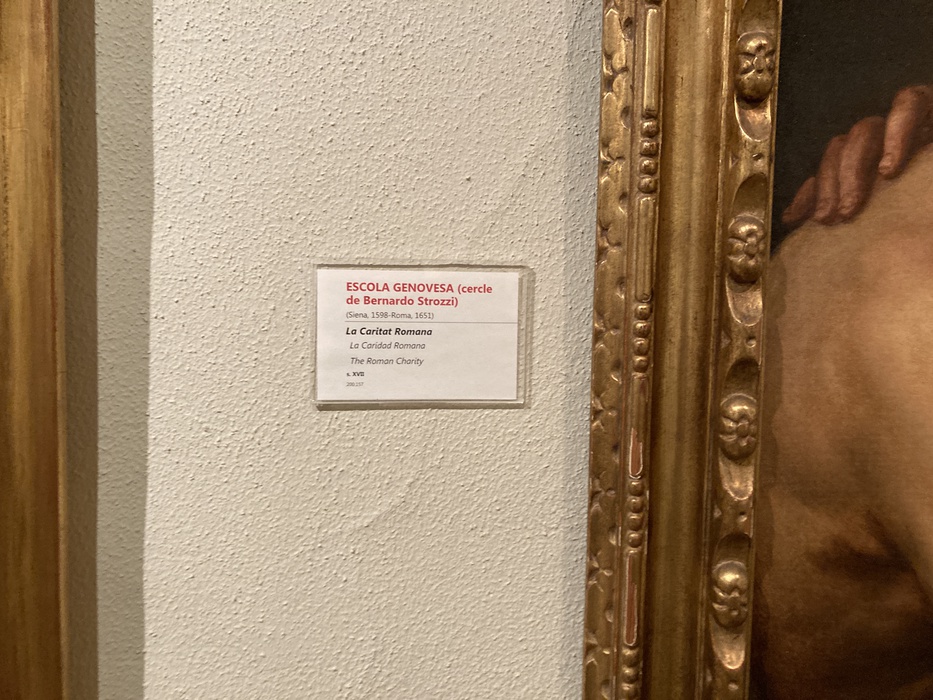 ESCOLA GENOVESA (cercle
de Bernardo Strozzi)
(Siena, 1598-Roma, 1651)
La Caritat Romana
La Caridad Romana
The Roman Charity
s. XVII